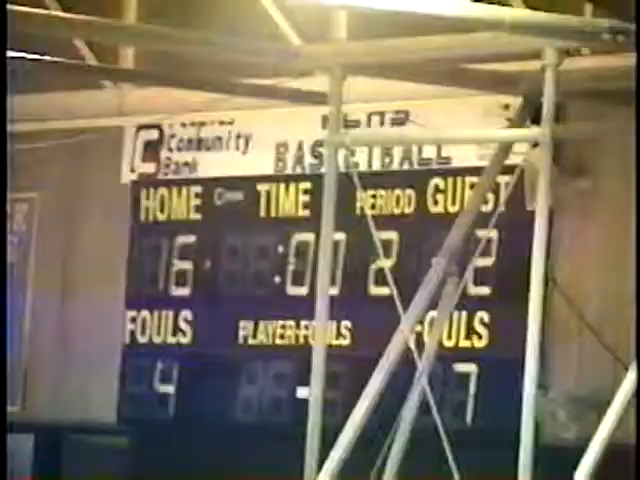 Community
Bank
BASKETBALL
HOME TIME PERIOD GUEST
16 :00 2 2
FOULS PLAYER-FOULS FOULS
4 - 7